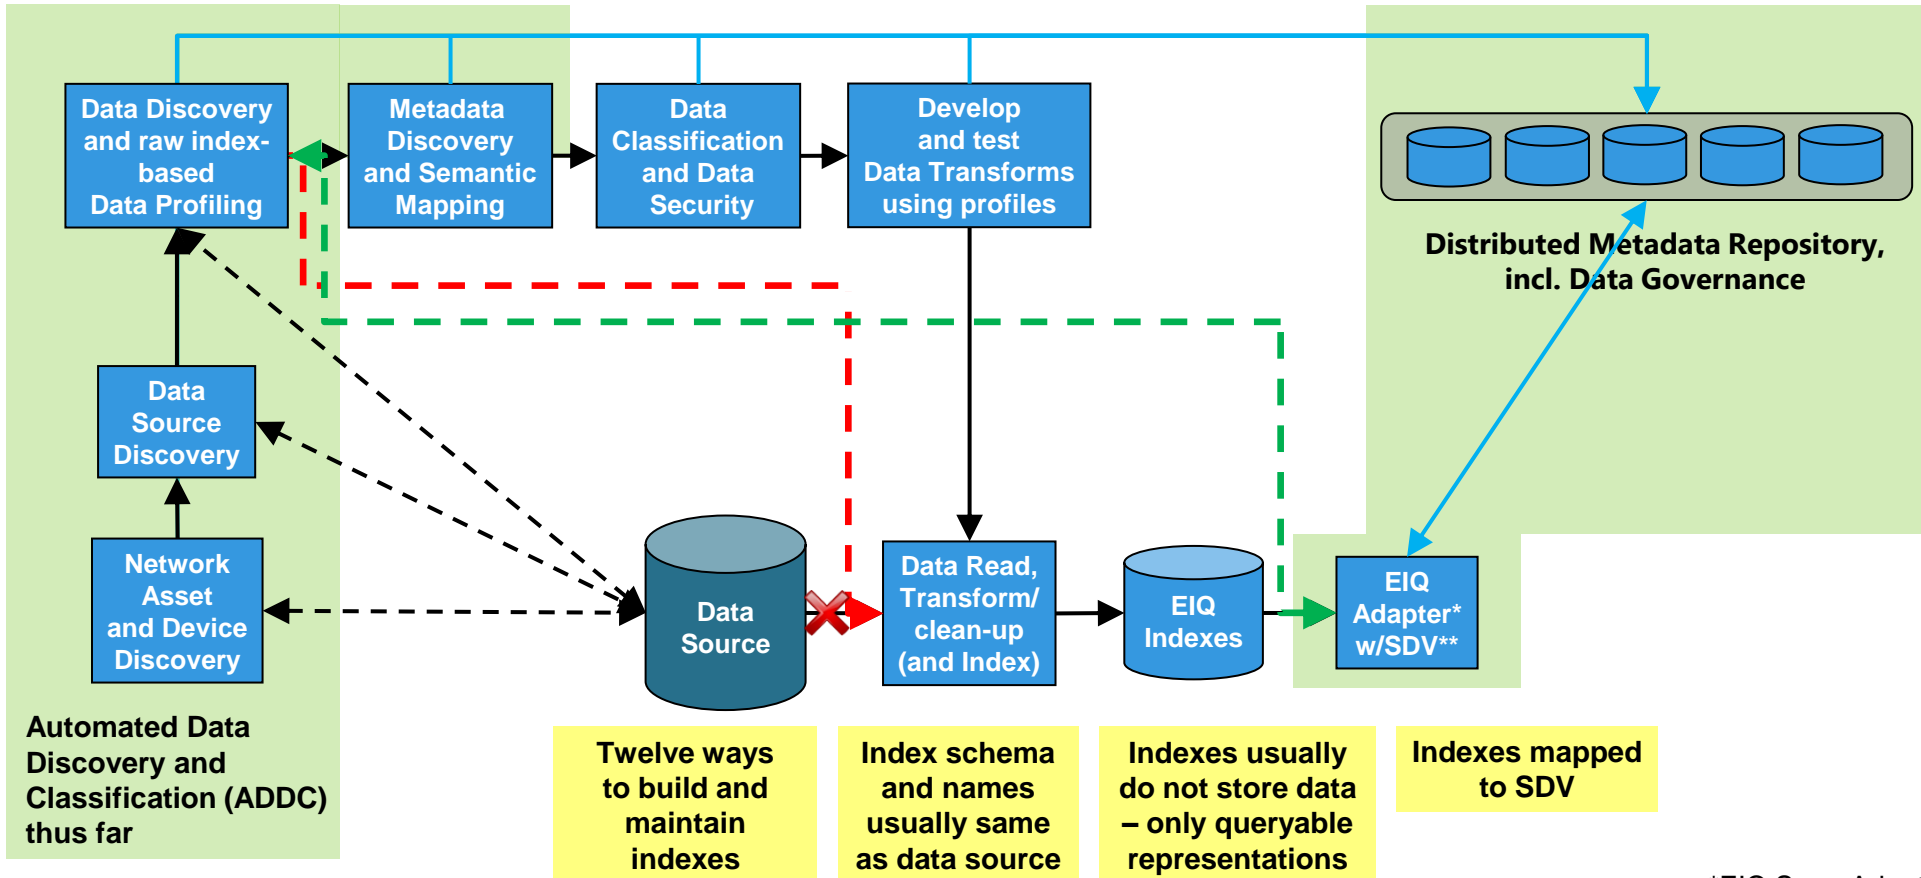 Data Discovery
and raw index-
based
Data Profiling
Metadata
Discovery
and Semantic
Mapping
Data
Classification
and Data
Security
Develop
and test
Data Transforms
using profiles
Distributed Metadata Repository,
incl. Data Governance
Data
Source
Discovery
Network
Asset
and Device
Discovery
Data
Source
Data Read,
Transform/
clean-up
(and Index)
EIQ
Indexes
EIQ
Adapter*
w/SDV**
Automated Data
Discovery and
Classification (ADDC)
thus far
Twelve ways
to build and
maintain
indexes
Index schema
and names
usually same
as data source
Indexes usually
do not store data
– only queryable
representations
Indexes mapped
to SDV